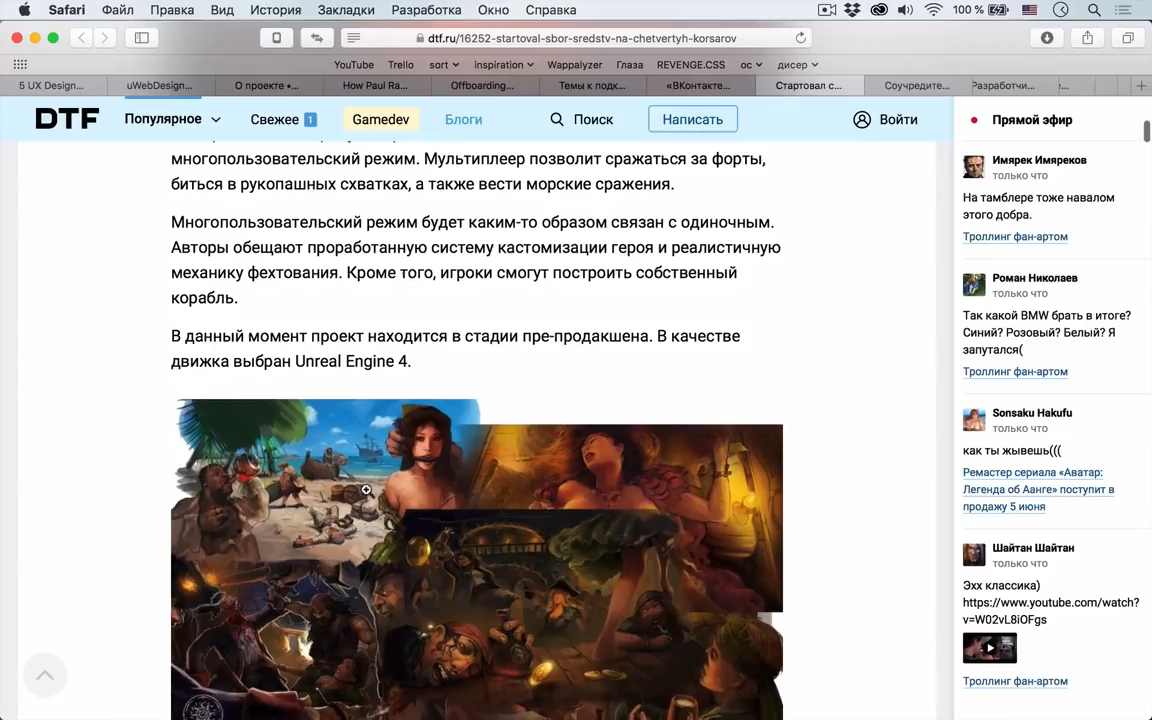 Safari Файл Правка Вид История Закладки Разработка Окно Справка 100 %
dtf.ru/16252-startoval-sbor-sredstv-na-chetvertyh-korsarov
YouTube Trello sort inspiration Wappalyzer Глаза REVENGE.CSS ос дисер
5 UX Design... uWebDesign... О проекте •... How Paul Ra... Offboarding... Темы к подк... «ВКонтакте... Стартовал с... Соучредите... Разработчи...
DTF Популярное Свежее 1 Gamedev Блоги Поиск Написать Войти
многопользовательский режим. Мультиплеер позволит сражаться за форты,
биться в рукопашных схватках, а также вести морские сражения.
Многопользовательский режим будет каким-то образом связан с одиночным.
Авторы обещают проработанную систему кастомизации героя и реалистичную
механику фехтования. Кроме того, игроки смогут построить собственный
корабль.
В данный момент проект находится в стадии пре-продакшена. В качестве
движка выбран Unreal Engine 4.
Прямой эфир
Имярек Имяреков
только что
На тамблере тоже навалом
этого добра.
Троллинг фан-артом
Роман Николаев
только что
Так какой BMW брать в итоге?
Синий? Розовый? Белый? Я
запутался(
Троллинг фан-артом
Sonsaku Hakufu
только что
как ты жывешь(((
Ремастер сериала «Аватар:
Легенда об Аанге» поступит в
продажу 5 июня
Шайтан Шайтан
только что
Эхх классика)
https://www.youtube.com/watch?
v=W02vL8iOFgs
Троллинг фан-артом